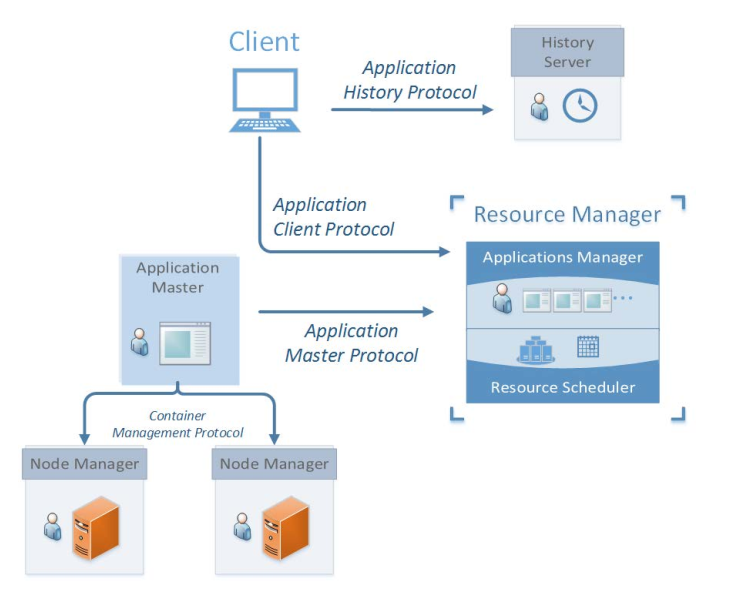 Client
Application
History Protocol
History
Server
Application
Client Protocol
Resource Manager
Applications Manager
...
Resource Scheduler
Application
Master
Application
Master Protocol
Container
Management Protocol
Node Manager
Node Manager